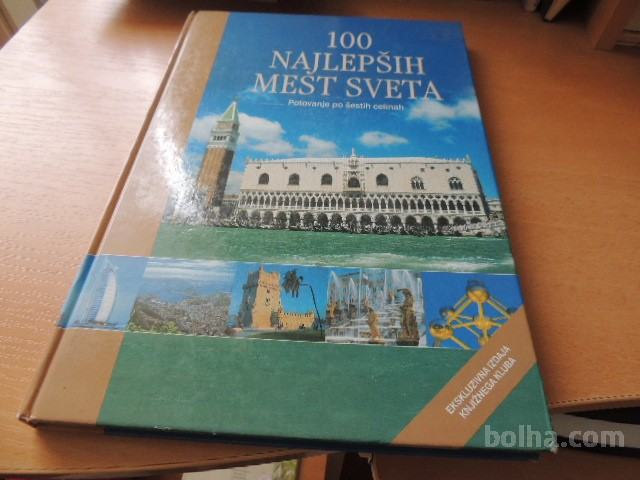 100
NAJLEPŠIH
MEST SVETA
Potovanje po šestih celinah
EKSKLUZIVNA IZDAJA
KNJIŽNEGA KLUBA
bolha.com